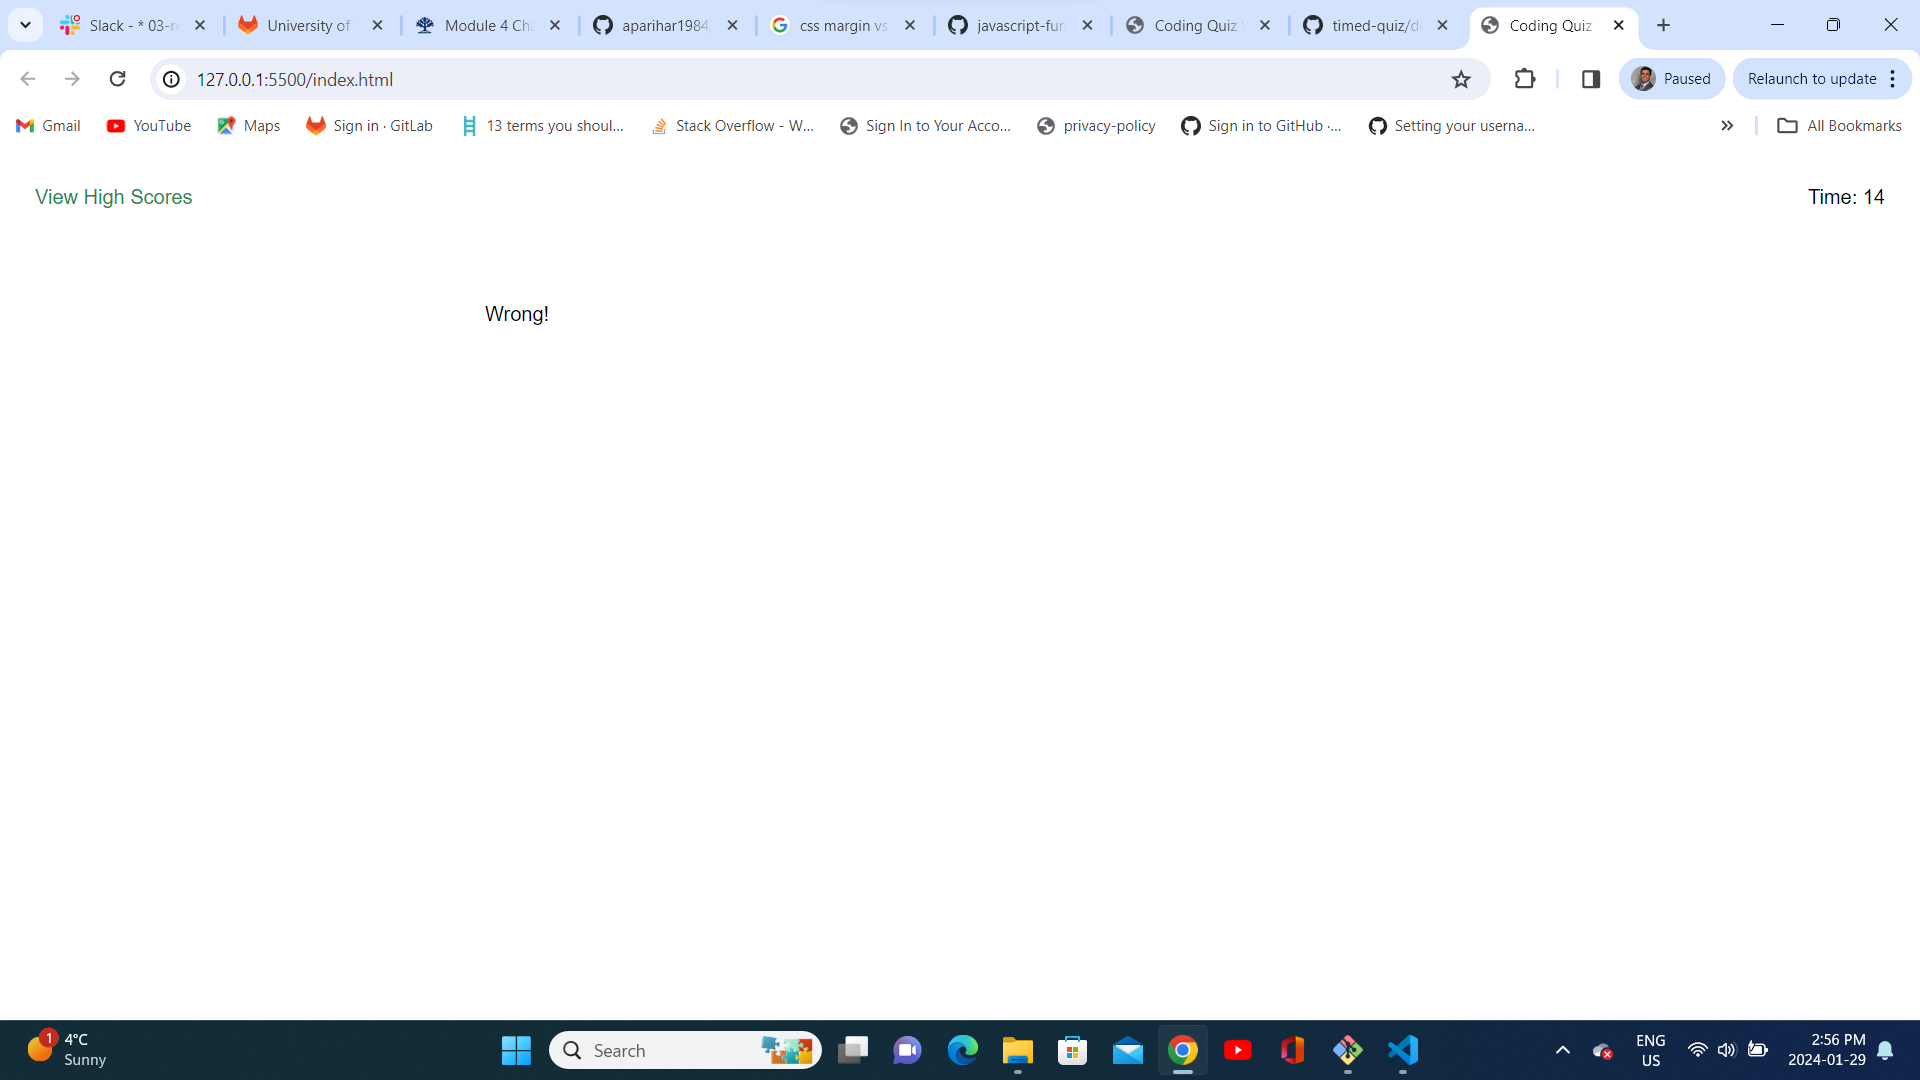 Slack - * 03-r
University of
Module 4 Cha
aparihar1984
css margin vs
javascript-fun
Coding Quiz
timed-quiz/d
Coding Quiz
127.0.0.1:5500/index.html
Paused
Relaunch to update
Gmail
YouTube
Maps
Sign in · GitLab
13 terms you shoul...
Stack Overflow - W...
Sign In to Your Acco...
privacy-policy
Sign in to GitHub ·...
Setting your userna...
All Bookmarks
View High Scores
Time: 14
Wrong!
1
4°C
Sunny
Search
ENG
US
2:56 PM
2024-01-29